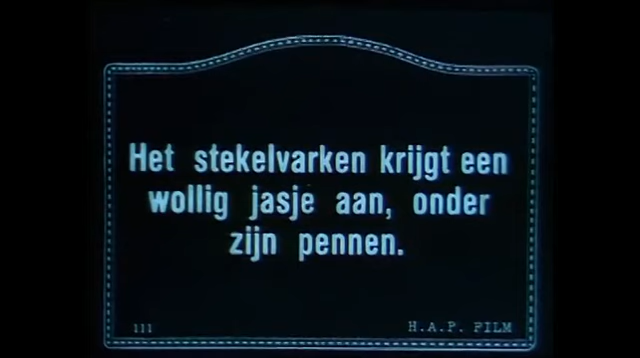 Het stekelvarken krijgt een
wollig jasje aan, onder
zijn pennen.
111 H.A.P. FILM